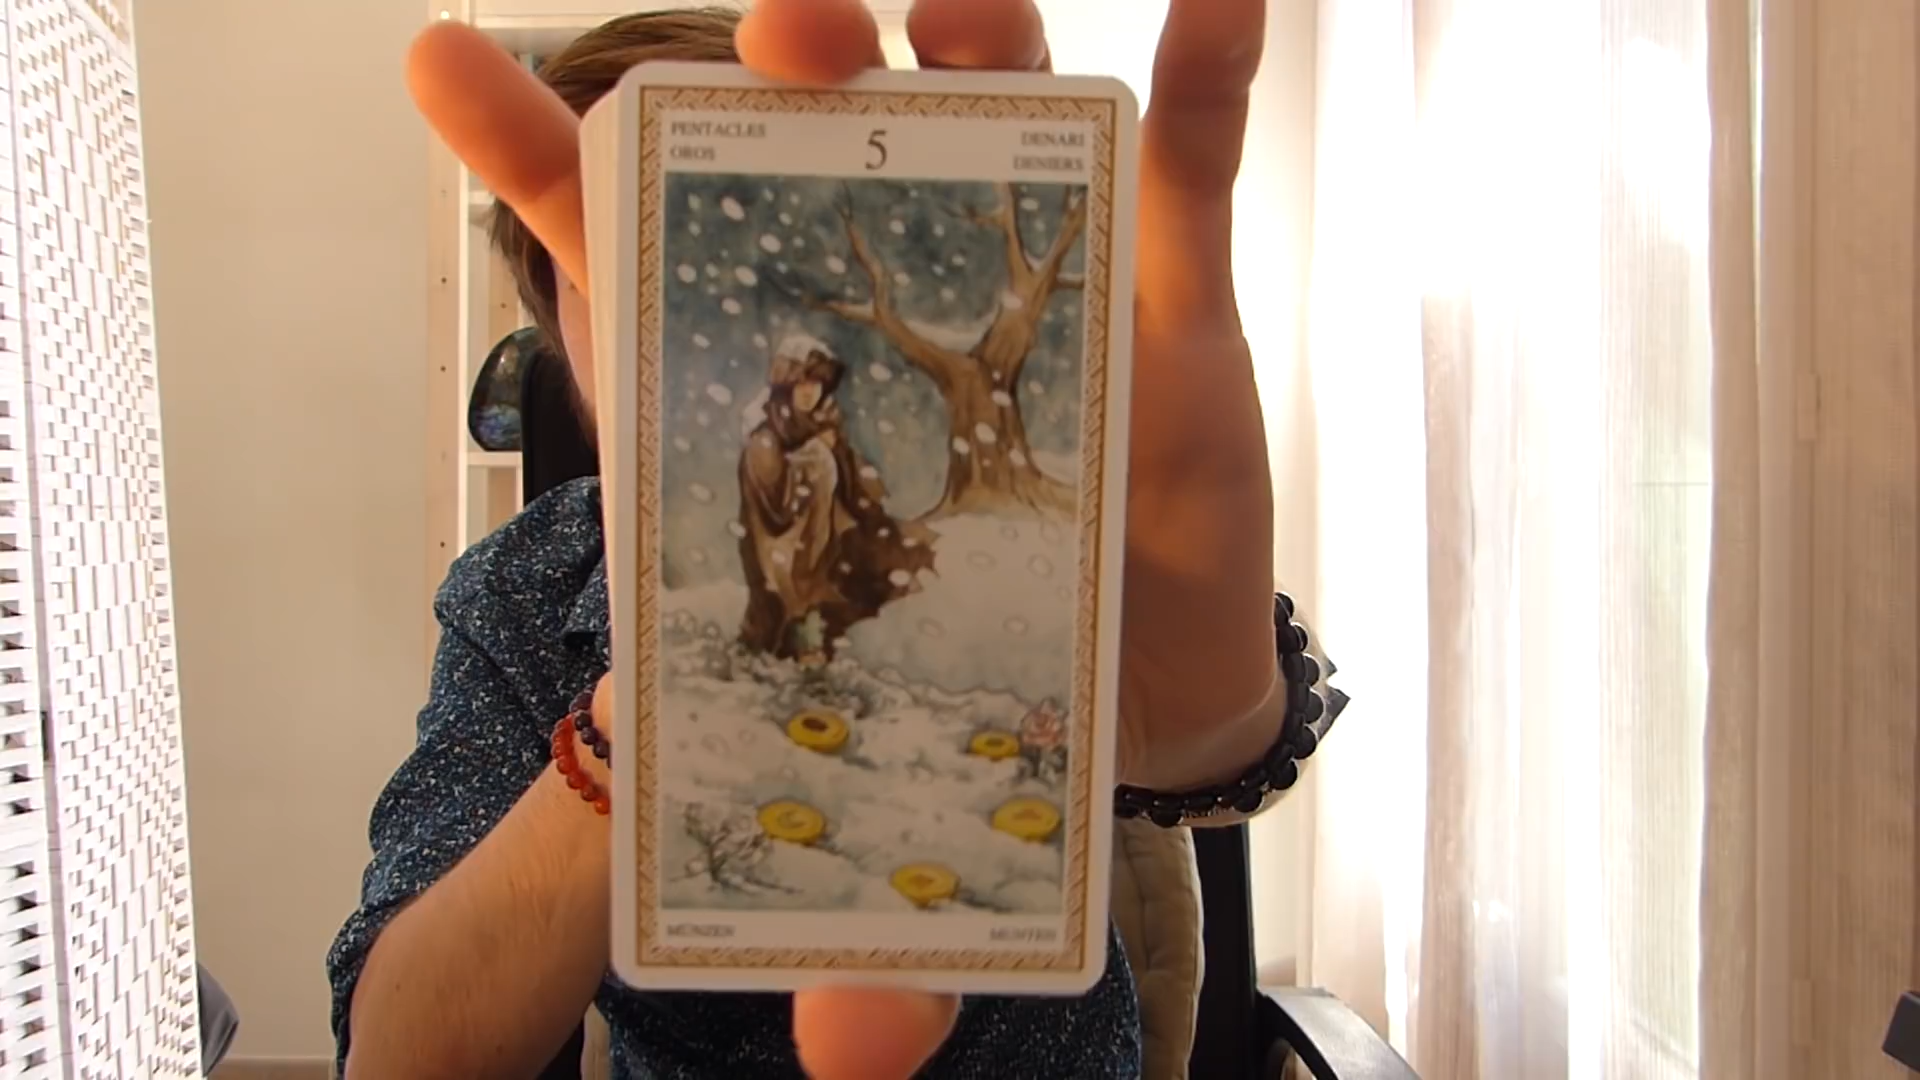 PENTACLES
OROS
5
DENARI
DENIERS
MÜNZEN
MUNTEN